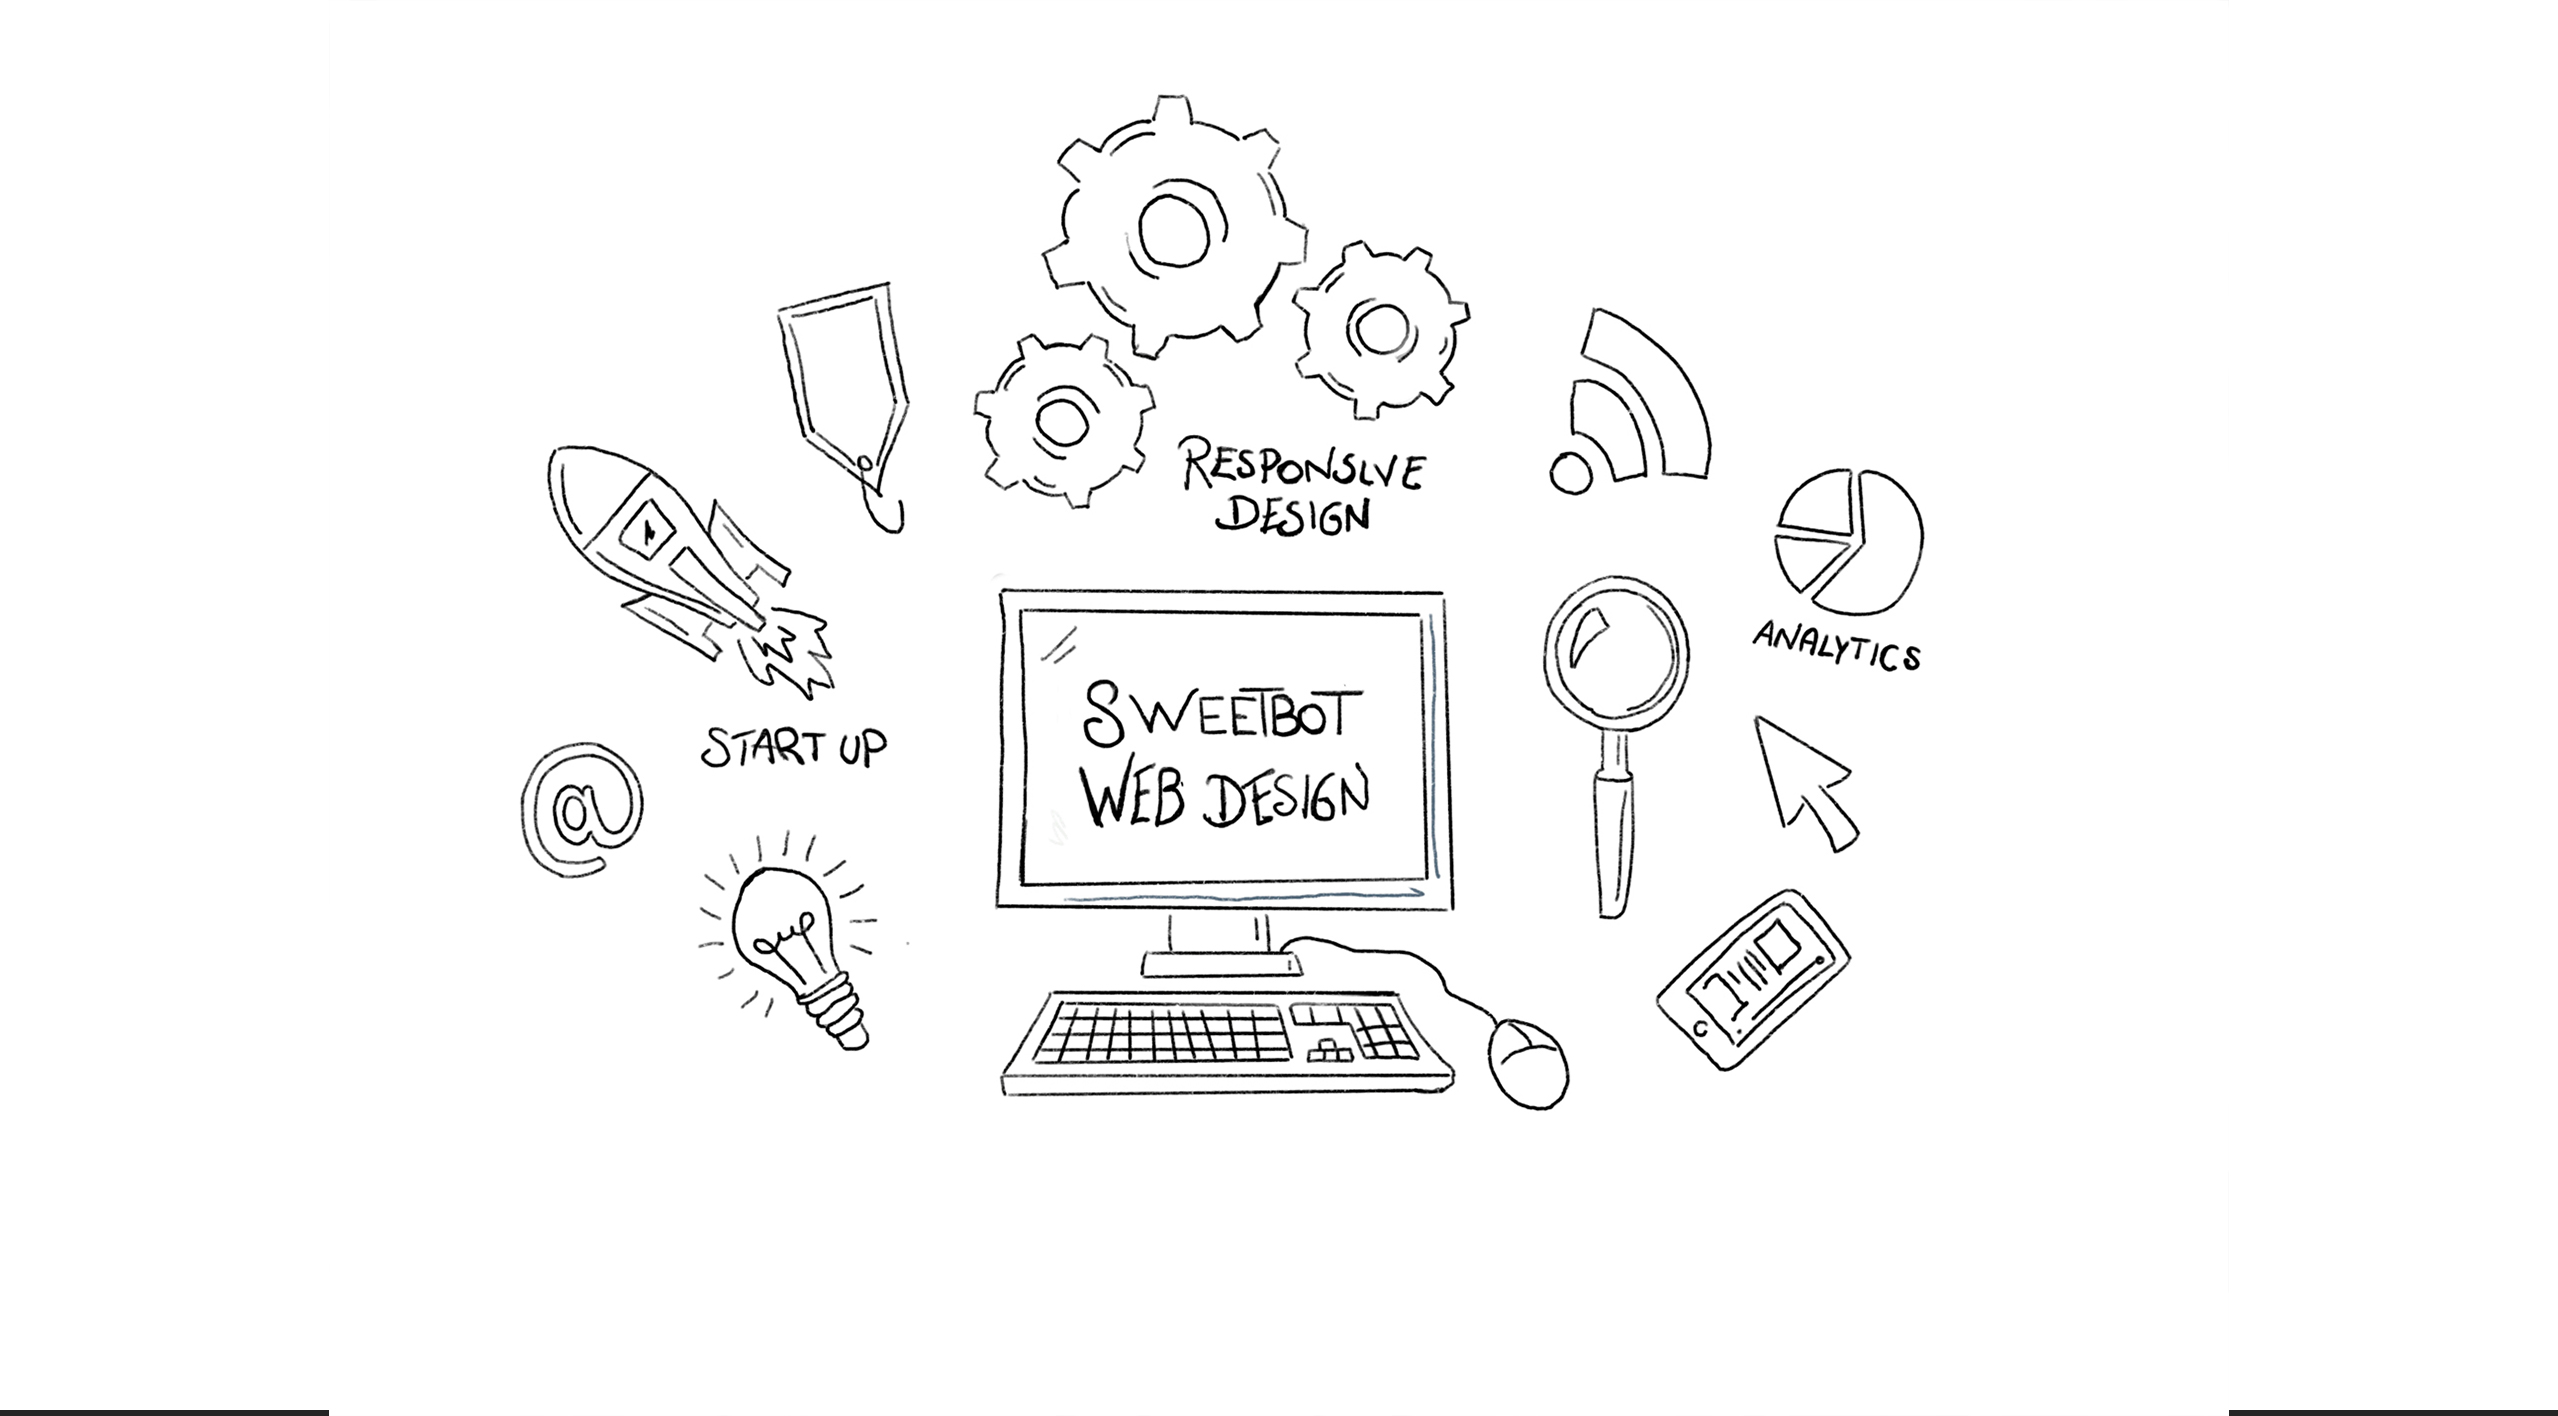 RESPONSIVE
DESIGN
ANALYTICS
SWEETBOT
WEB DESIGN
START UP
@